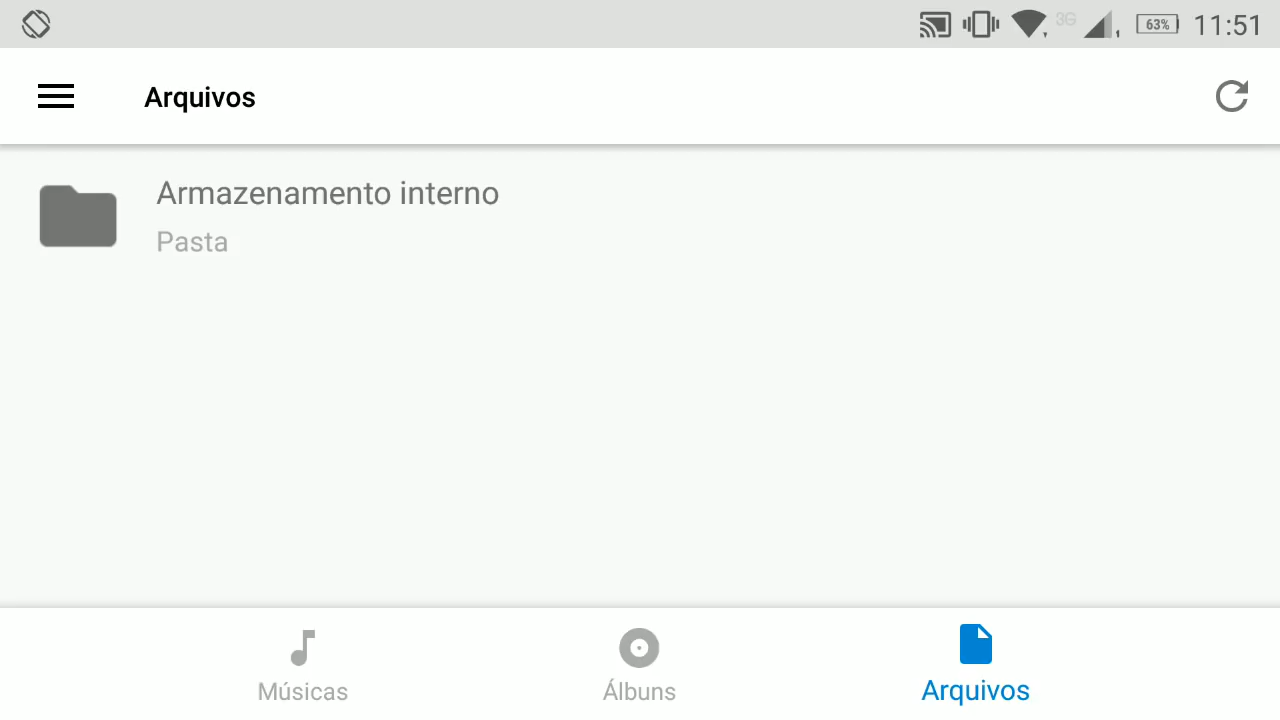 3G 63% 11:51
Arquivos
Armazenamento interno
Pasta
Músicas Álbuns Arquivos